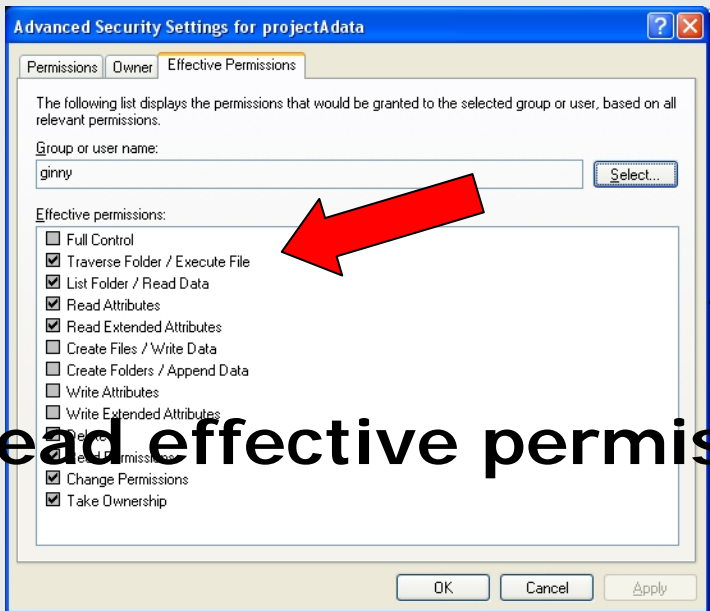 Advanced Security Settings for projectAdata
Permissions Owner Effective Permissions
The following list displays the permissions that would be granted to the selected group or user, based on all
relevant permissions.
Group or user name:
ginny
Select...
Effective permissions:
Full Control
Traverse Folder / Execute File
List Folder / Read Data
Read Attributes
Read Extended Attributes
Create Files / Write Data
Create Folders / Append Data
Write Attributes
Write Extended Attributes
Delete
ead effective permis
Read Permissions
Change Permissions
Take Ownership
OK Cancel Apply